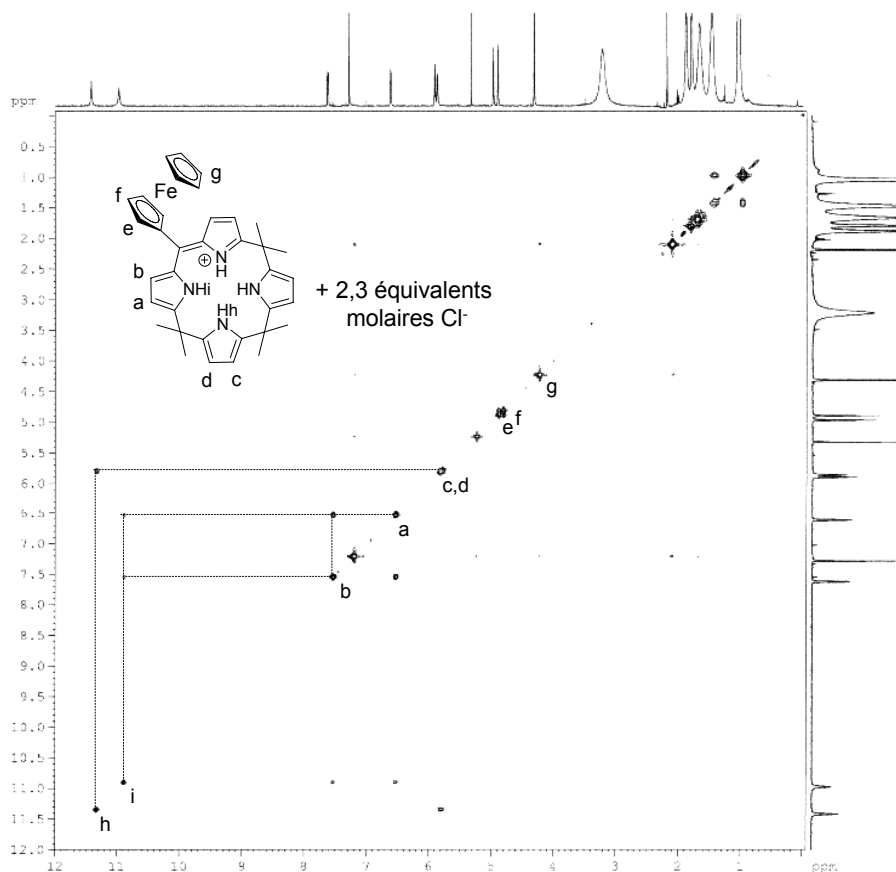 ppm
0.5
1.0
1.5
2.0
2.5
3.0
3.5
4.0
4.5
5.0
5.5
6.0
6.5
7.0
7.5
8.0
8.5
9.0
9.5
10.0
10.5
11.0
11.5
12.0
g
f
Fe
e
+
NH
b
NHi
HN
a
Hh
N
d
c
+ 2,3 équivalents
molaires Cl-
g
e
f
c,d
a
b
i
h
12
11
10
9
8
7
6
5
4
3
2
1
ppm